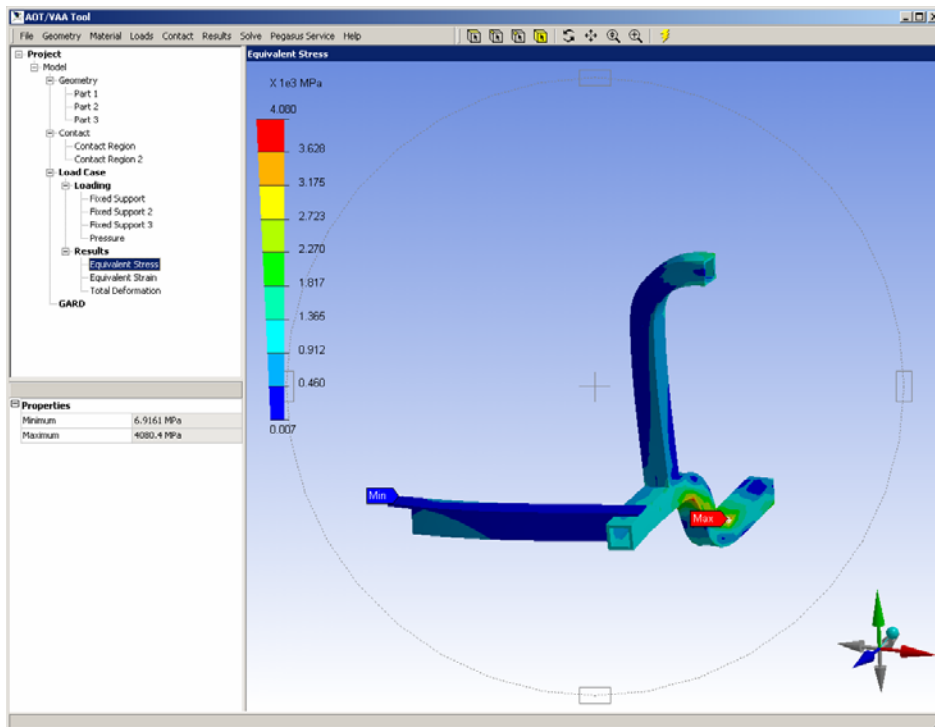 AQT/VAA Tool
File Geometry Material Loads Contact Results Solve Pegasus Service Help
Project
Model
Geometry
Part 1
Part 2
Part 3
Contact
Contact Region
Contact Region 2
Load Case
Loading
Fixed Support
Fixed Support 2
Fixed Support 3
Pressure
Results
Equivalent Stress
Equivalent Strain
Total Deformation
GARD
Properties
Minimum 6.9161 MPa
Maximum 4080.4 MPa
Equivalent Stress
X 1e3 MPa
4.080
3.628
3.175
2.723
2.270
1.817
1.365
0.912
0.460
0.007
Min
Max